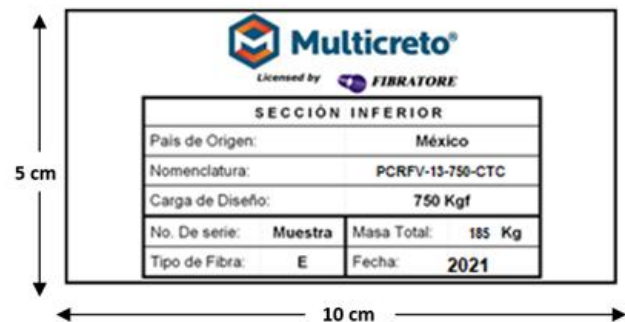 Multicreto®
Licensed by FIBRATORE
SECCIÓN INFERIOR
País de Origen: México
Nomenclatura: PCRFV-13-750-CTC
Carga de Diseño: 750 Kgf
No. De serie: Muestra Masa Total: 185 Kg
Tipo de Fibra: E Fecha: 2021
5 cm
10 cm